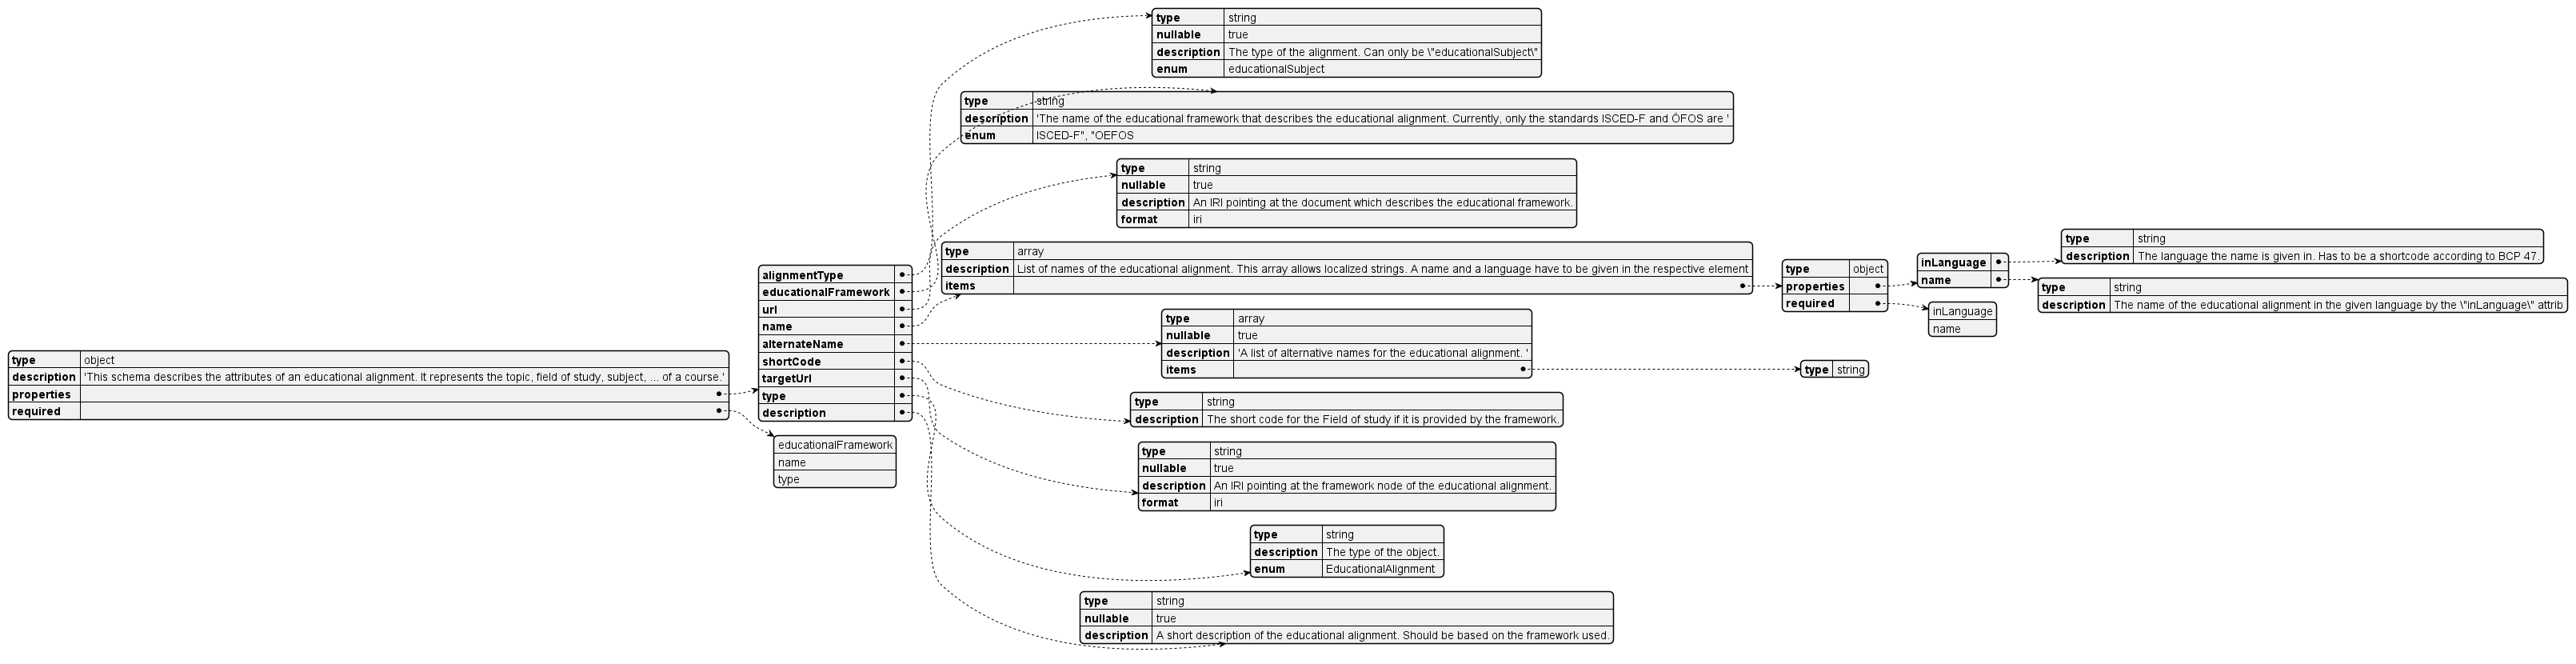 type object
description 'This schema describes the attributes of an educational alignment. It represents the topic, field of study, subject, ... of a course.'
properties
required
alignmentType
educationalFramework
url
name
alternateName
shortCode
targetUrl
type
description
educationalFramework
name
type
type string
nullable true
description The type of the alignment. Can only be \"educationalSubject\"
enum educationalSubject
type string
description 'The name of the educational framework that describes the educational alignment. Currently, only the standards ISCED-F and ÖFOS are '
enum ISCED-F", "OEFOS
type string
nullable true
description An IRI pointing at the document which describes the educational framework.
format iri
type array
description List of names of the educational alignment. This array allows localized strings. A name and a language have to be given in the respective element
items
type object
properties
required
inLanguage
name
type string
description The language the name is given in. Has to be a shortcode according to BCP 47.
type string
description The name of the educational alignment in the given language by the \"inLanguage\" attrib
inLanguage
name
type array
nullable true
description 'A list of alternative names for the educational alignment. '
items
type string
type string
description The short code for the Field of study if it is provided by the framework.
type string
nullable true
description An IRI pointing at the framework node of the educational alignment.
format iri
type string
description The type of the object.
enum EducationalAlignment
type string
nullable true
description A short description of the educational alignment. Should be based on the framework used.